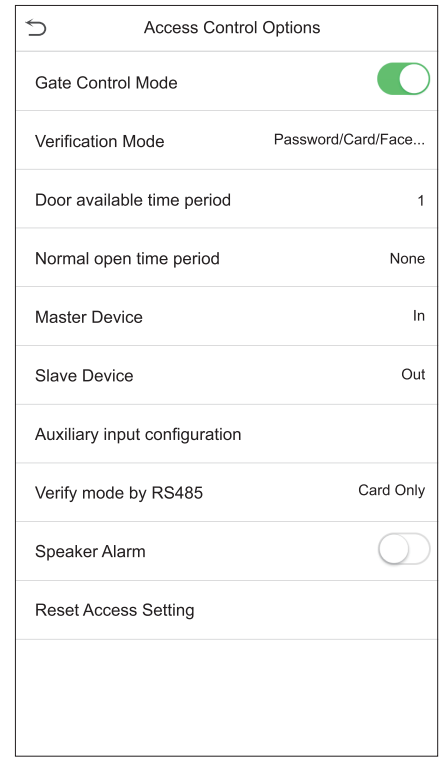 Access Control Options
Gate Control Mode
Verification Mode Password/Card/Face...
Door available time period 1
Normal open time period None
Master Device In
Slave Device Out
Auxiliary input configuration
Verify mode by RS485 Card Only
Speaker Alarm
Reset Access Setting